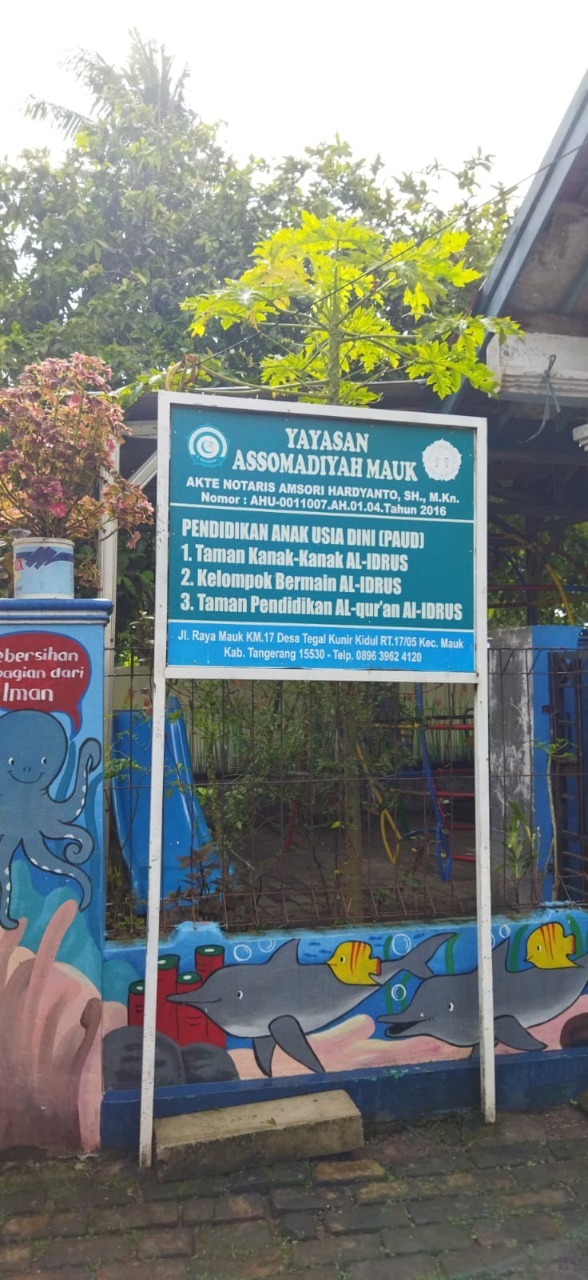 YAYASAN
ASSOMADIYAH MAUK
AKTE NOTARIS AMSORI HARDYANTO, SH., M.Kn.
Nomor : AHU-0011007.AH.01.04.Tahun 2016
PENDIDIKAN ANAK USIA DINI (PAUD)
1. Taman Kanak-Kanak AL-IDRUS
2. Kelompok Bermain AL-IDRUS
3. Taman Pendidikan AL-qur'an Al-IDRUS
Jl. Raya Mauk KM.17 Desa Tegal Kunir Kidul RT.17/05 Kec. Mauk
Kab. Tangerang 15530 - Telp. 0896 3962 4120
ebersihan
bagian dari
Iman